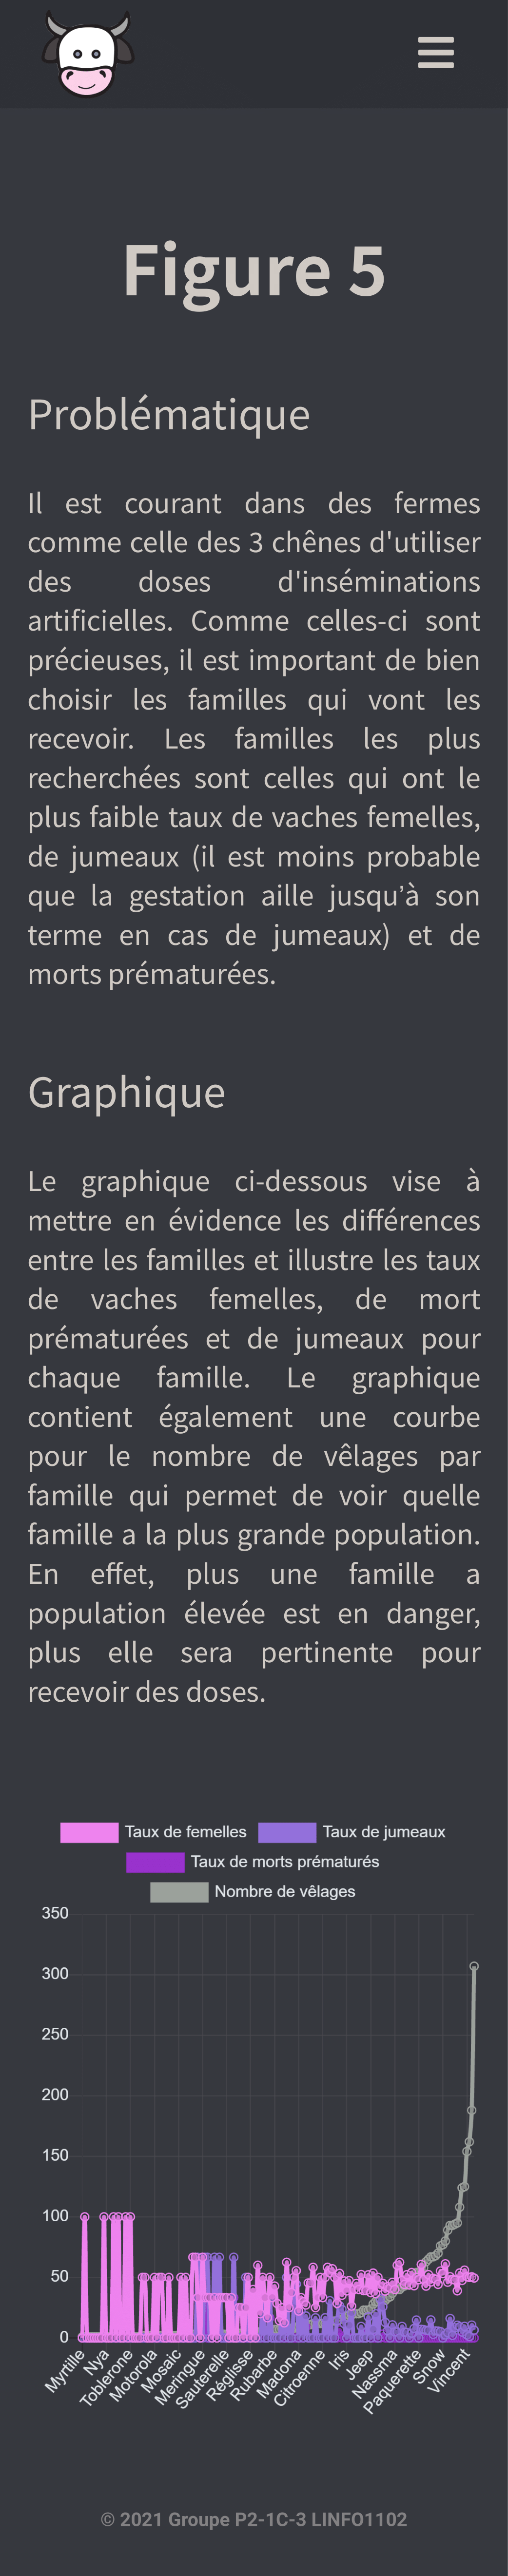 Figure 5
Problématique
Il est courant dans des fermes
comme celle des 3 chênes d'utiliser
des doses d'inséminations
artificielles. Comme celles-ci sont
précieuses, il est important de bien
choisir les familles qui vont les
recevoir. Les familles les plus
recherchées sont celles qui ont le
plus faible taux de vaches femelles,
de jumeaux (il est moins probable
que la gestation aille jusqu’à son
terme en cas de jumeaux) et de
morts prématurées.
Graphique
Le graphique ci-dessous vise à
mettre en évidence les différences
entre les familles et illustre les taux
de vaches femelles, de mort
prématurées et de jumeaux pour
chaque famille. Le graphique
contient également une courbe
pour le nombre de vêlages par
famille qui permet de voir quelle
famille a la plus grande population.
En effet, plus une famille a
population élevée est en danger,
plus elle sera pertinente pour
recevoir des doses.
Taux de femelles Taux de jumeaux
Taux de morts prématurés
Nombre de vêlages
350
300
250
200
150
100
50
0
Myrtille
Nya
Toblerone
Motorola
Mosaic
Meringue
Sauterelle
Réglisse
Rubarbe
Madona
Citroenne
Iris
Jeep
Nassma
Paquerette
Snow
Vincent
© 2021 Groupe P2-1C-3 LINFO1102